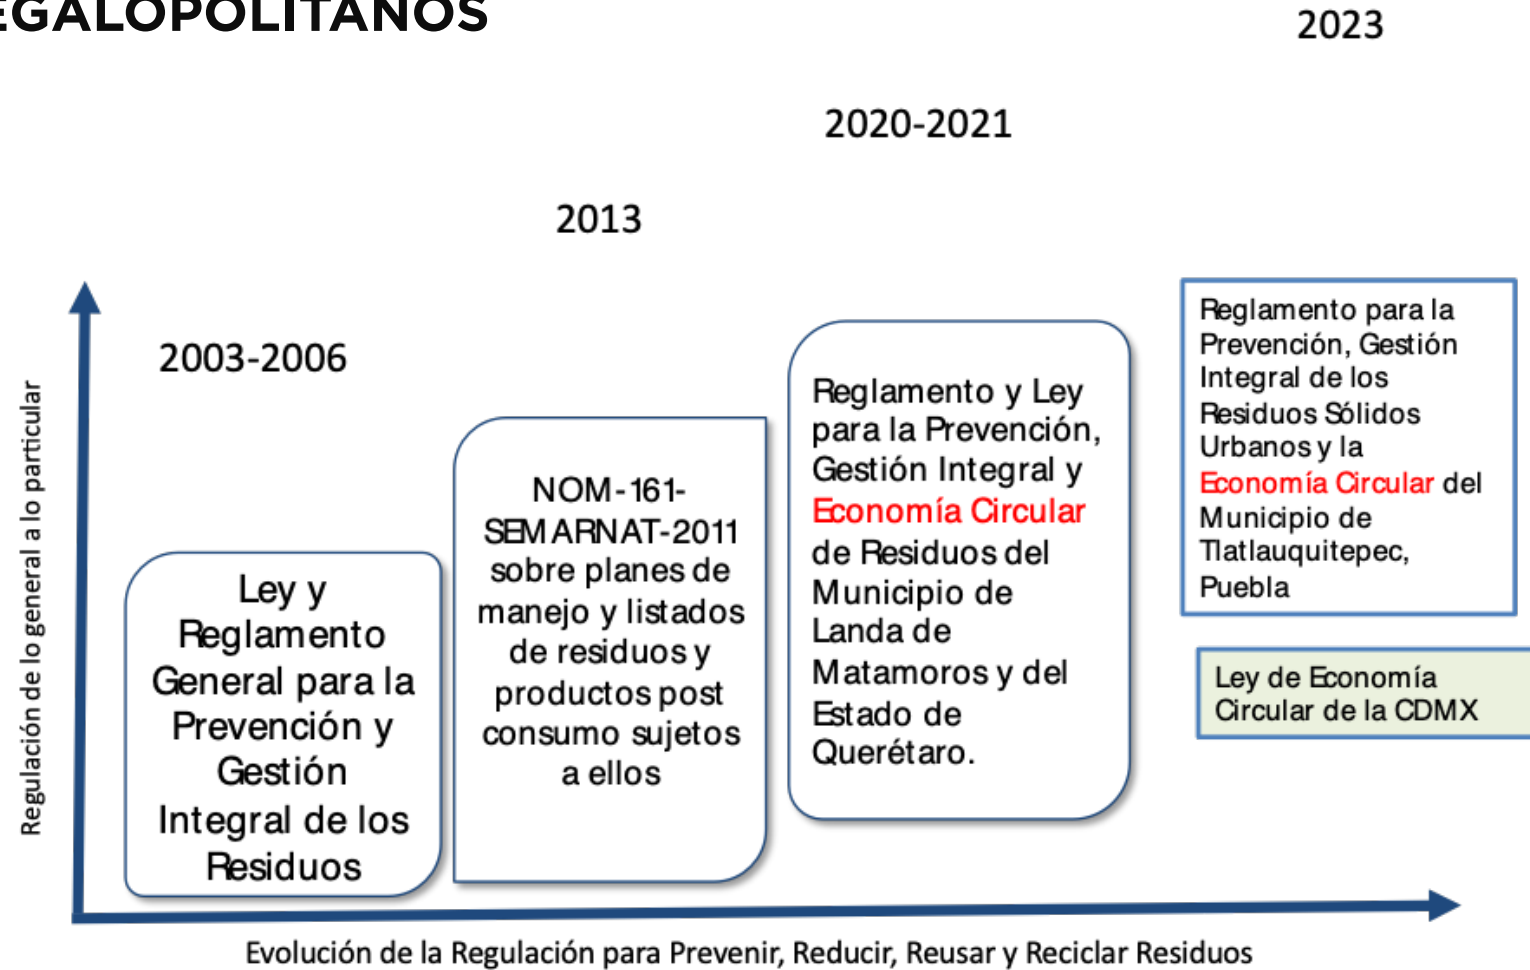 EGALOPOLITANOS
2023
2020-2021
2013
2003-2006
Regulación de lo general a lo particular
Ley y
Reglamento
General para la
Prevención y
Gestión
Integral de los
Residuos
NOM-161-
SEMARNAT-2011
sobre planes de
manejo y listados
de residuos y
productos post
consumo sujetos
a ellos
Reglamento y Ley
para la Prevención,
Gestión Integral y
Economía Circular
de Residuos del
Municipio de
Landa de
Matamoros y del
Estado de
Querétaro.
Reglamento para la
Prevención, Gestión
Integral de los
Residuos Sólidos
Urbanos y la
Economía Circular del
Municipio de
Tlatlauquitepec,
Puebla
Ley de Economía
Circular de la CDMX
Evolución de la Regulación para Prevenir, Reducir, Reusar y Reciclar Residuos